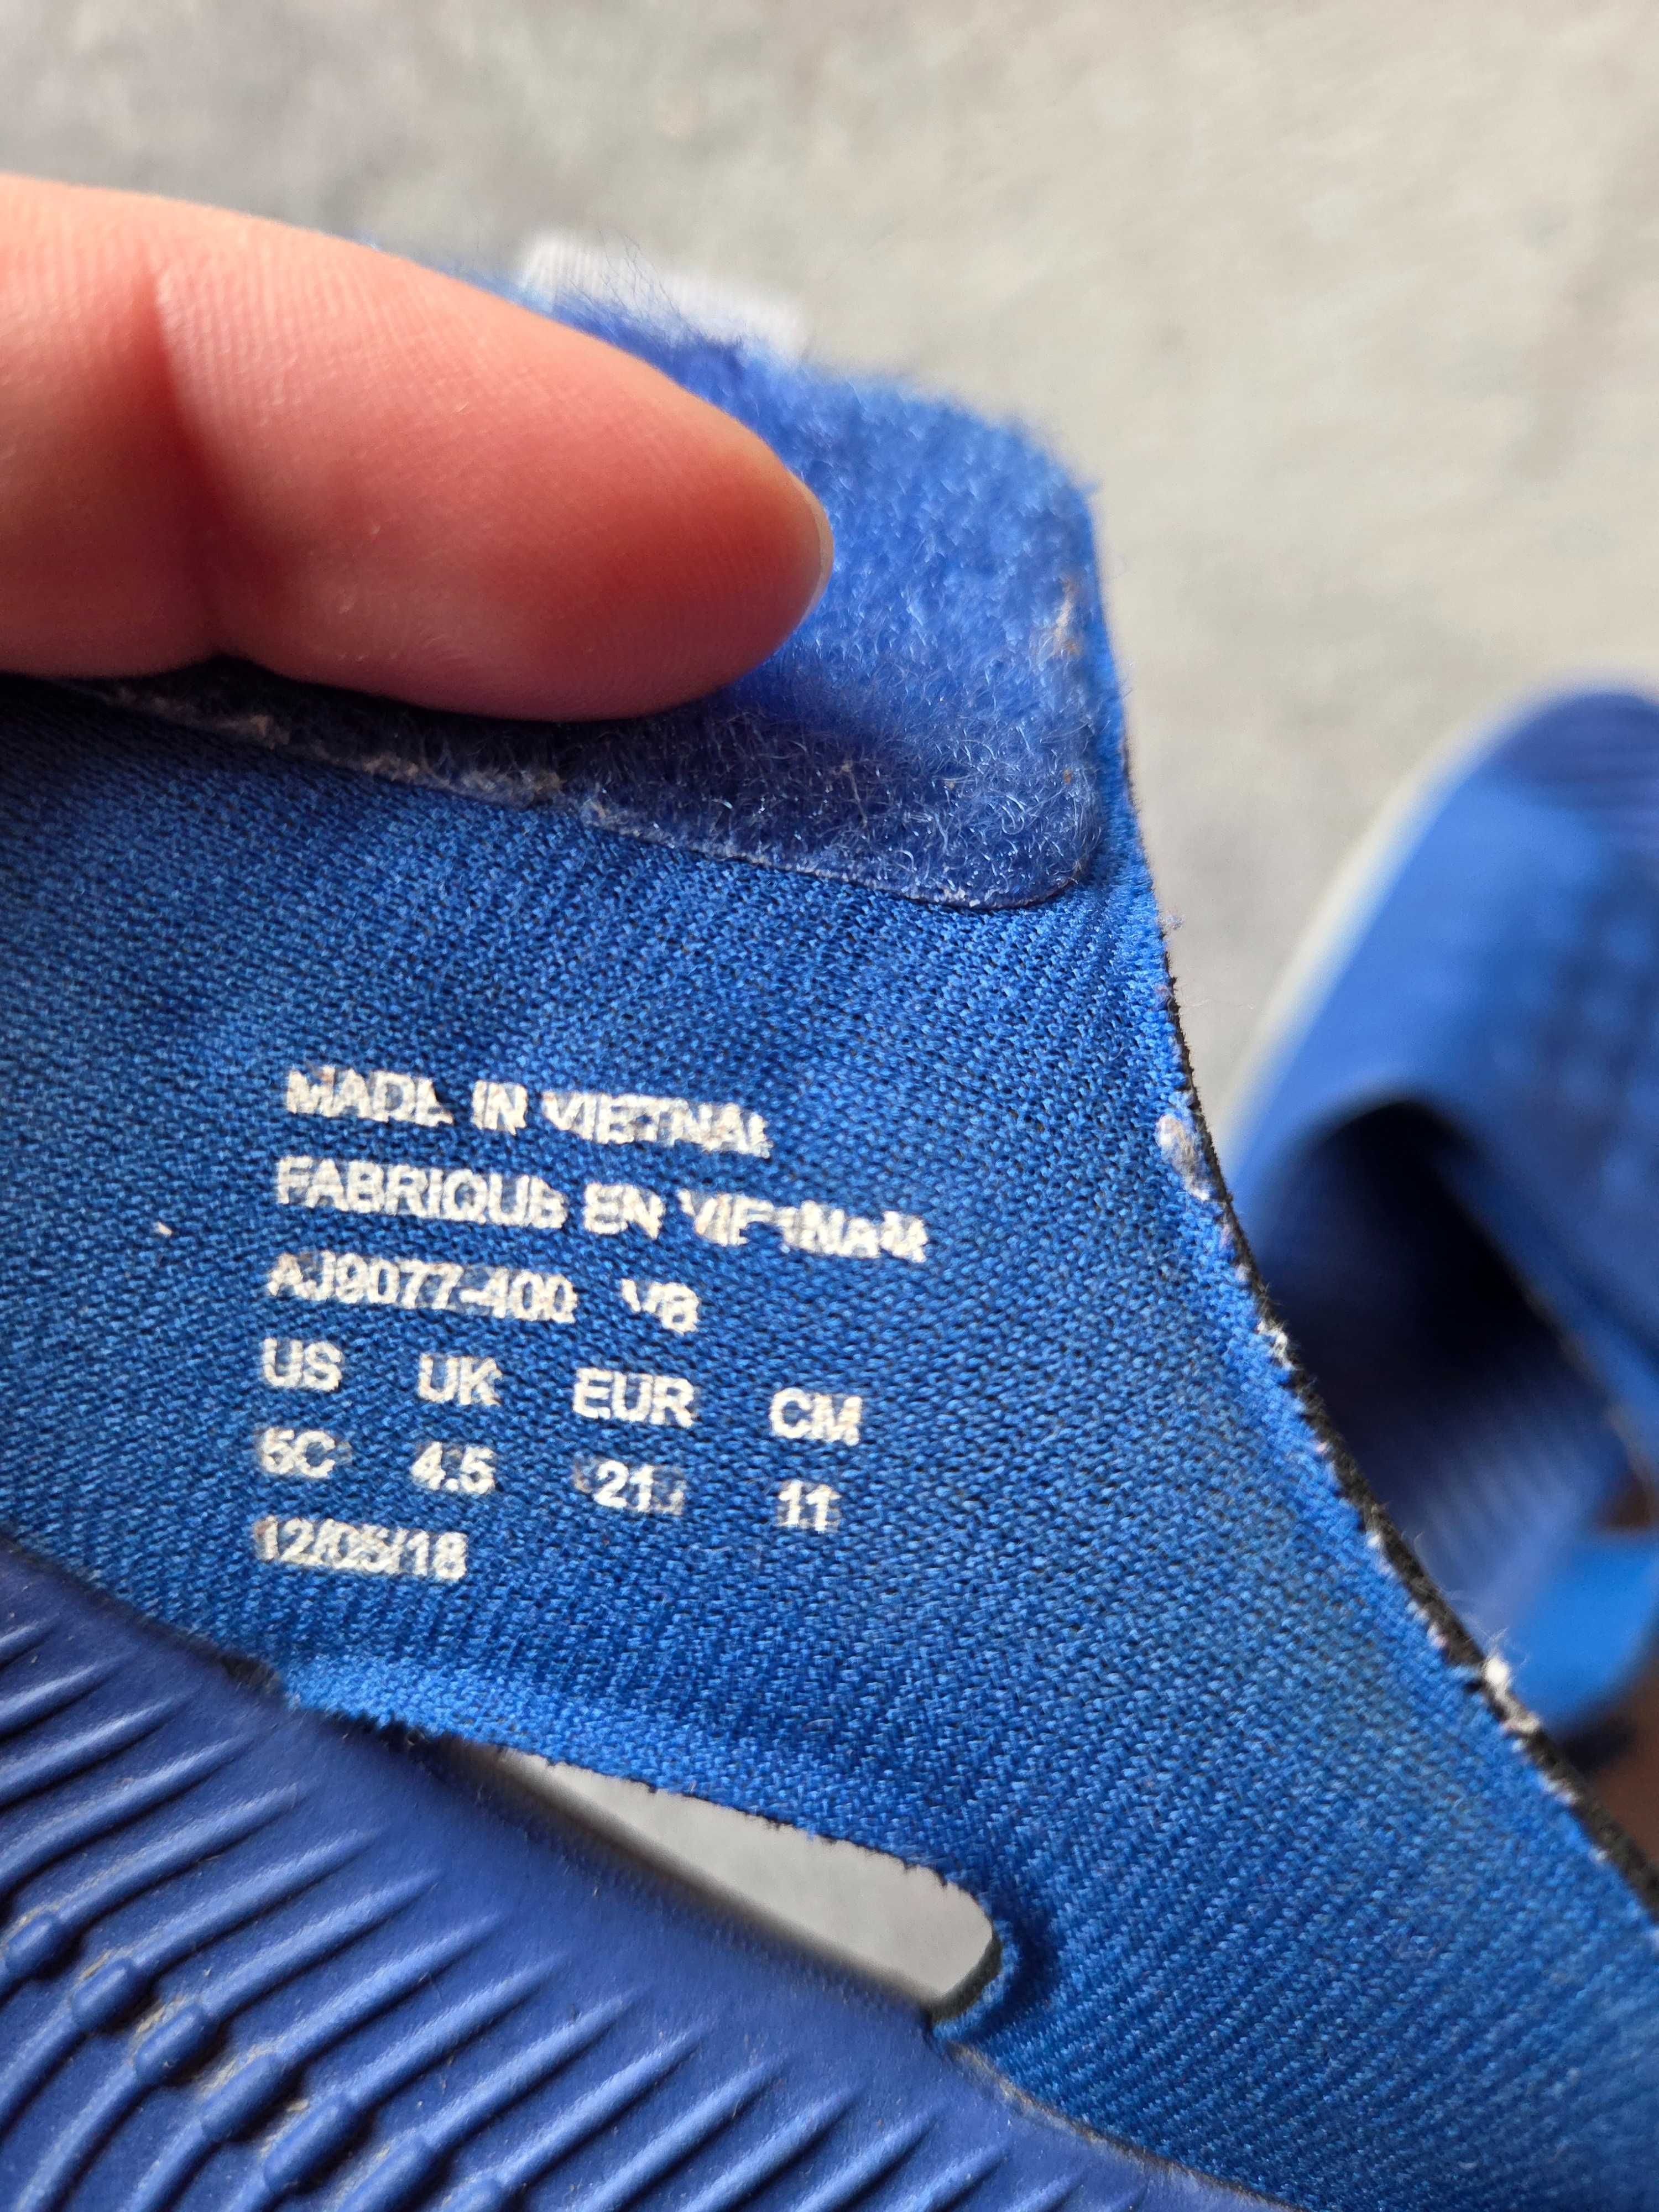 MADE IN VIETNAM
FABRIQUE EN VIETNAM
AJ9077-400 V8
US UK EUR CM
5C 4.5 21 11
12/05/18